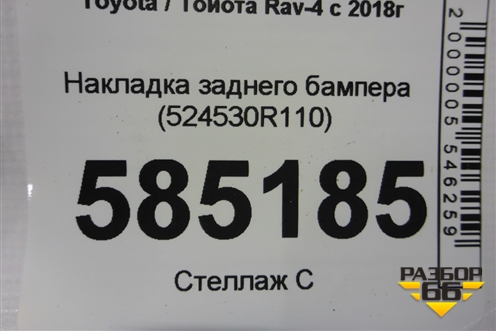 Toyota / Тойота Rav-4 с 2018г
Накладка заднего бампера
(524530R110)
585185
Стеллаж С
2000005546259
РАЗБОР
66